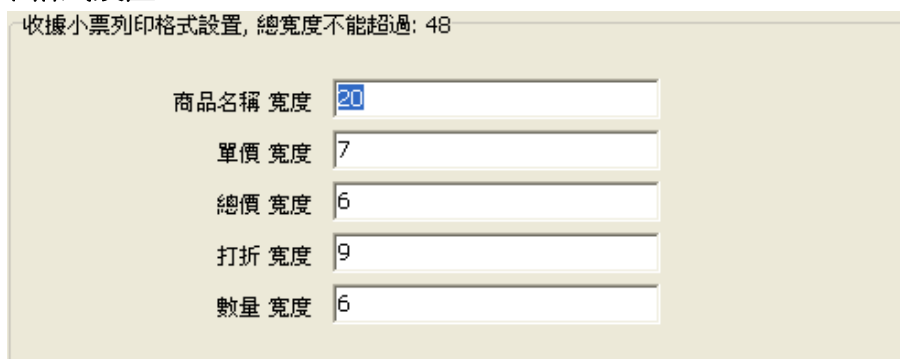 收據小票列印格式設置, 總寬度不能超過: 48
商品名稱 寬度 20
單價 寬度 7
總價 寬度 6
打折 寬度 9
數量 寬度 6